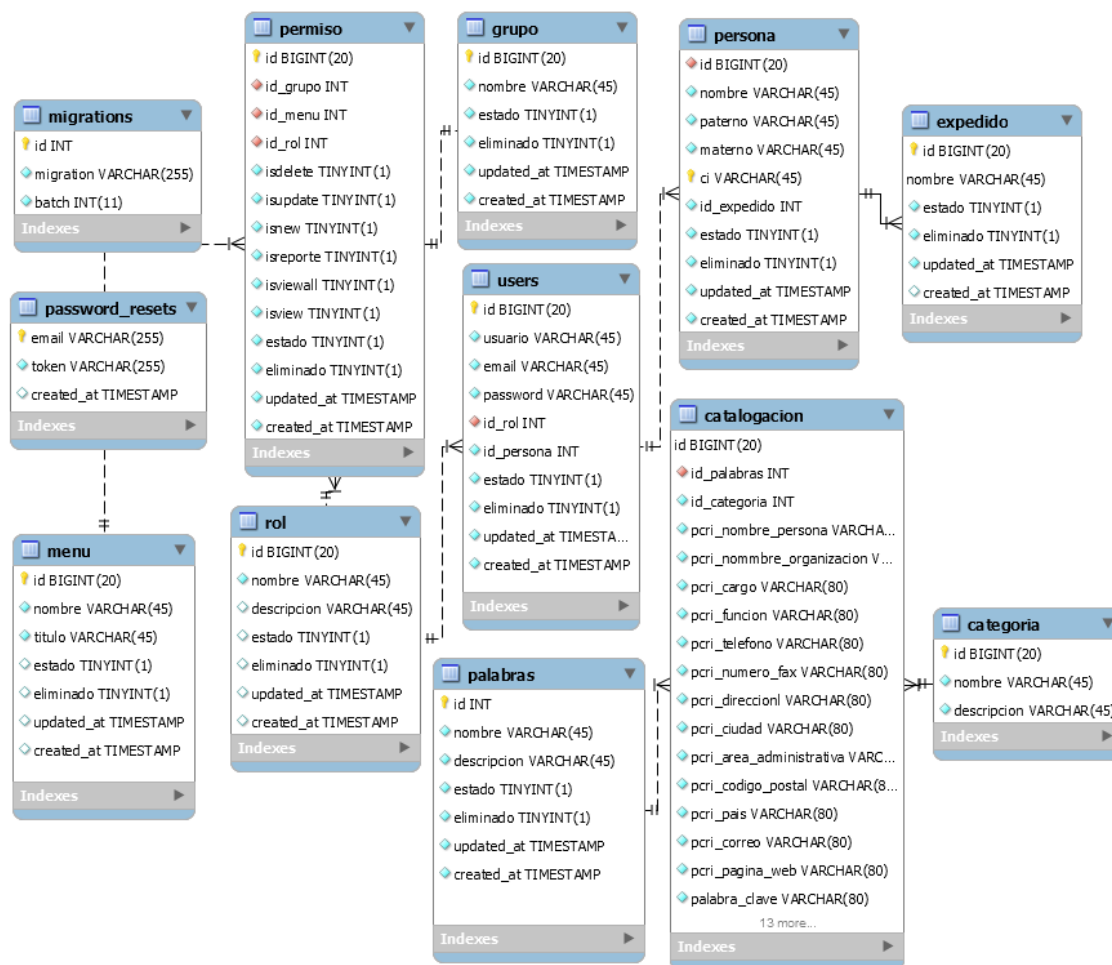 permiso
id BIGINT(20)
id_grupo INT
id_menu INT
id_rol INT
isdelete TINYINT(1)
isupdate TINYINT(1)
isnew TINYINT(1)
isreporte TINYINT(1)
isviewall TINYINT(1)
isview TINYINT(1)
estado TINYINT(1)
eliminado TINYINT(1)
updated_at TIMESTAMP
created_at TIMESTAMP
Indexes
grupo
id BIGINT(20)
nombre VARCHAR(45)
estado TINYINT(1)
eliminado TINYINT(1)
updated_at TIMESTAMP
created_at TIMESTAMP
Indexes
persona
id BIGINT(20)
nombre VARCHAR(45)
paterno VARCHAR(45)
materno VARCHAR(45)
ci VARCHAR(45)
id_expedido INT
estado TINYINT(1)
eliminado TINYINT(1)
updated_at TIMESTAMP
created_at TIMESTAMP
Indexes
expedido
id BIGINT(20)
nombre VARCHAR(45)
estado TINYINT(1)
eliminado TINYINT(1)
updated_at TIMESTAMP
created_at TIMESTAMP
Indexes
migrations
id INT
migration VARCHAR(255)
batch INT(11)
Indexes
password_resets
email VARCHAR(255)
token VARCHAR(255)
created_at TIMESTAMP
Indexes
users
id BIGINT(20)
usuario VARCHAR(45)
email VARCHAR(45)
password VARCHAR(45)
id_rol INT
id_persona INT
estado TINYINT(1)
eliminado TINYINT(1)
updated_at TIMESTA...
created_at TIMESTAMP
Indexes
catalogacion
id BIGINT(20)
id_palabras INT
id_categoria INT
pcri_nombre_persona VARCHA...
pcri_nommbre_organizacion V...
pcri_cargo VARCHAR(80)
pcri_funcion VARCHAR(80)
pcri_telefono VARCHAR(80)
pcri_numero_fax VARCHAR(80)
pcri_direccionl VARCHAR(80)
pcri_ciudad VARCHAR(80)
pcri_area_administrativa VARC...
pcri_codigo_postal VARCHAR(8...
pcri_pais VARCHAR(80)
pcri_correo VARCHAR(80)
pcri_pagina_web VARCHAR(80)
palabra_clave VARCHAR(80)
13 more...
Indexes
menu
id BIGINT(20)
nombre VARCHAR(45)
titulo VARCHAR(45)
estado TINYINT(1)
eliminado TINYINT(1)
updated_at TIMESTAMP
created_at TIMESTAMP
Indexes
rol
id BIGINT(20)
nombre VARCHAR(45)
descripcion VARCHAR(45)
estado TINYINT(1)
eliminado TINYINT(1)
updated_at TIMESTAMP
created_at TIMESTAMP
Indexes
palabras
id INT
nombre VARCHAR(45)
descripcion VARCHAR(45)
estado TINYINT(1)
eliminado TINYINT(1)
updated_at TIMESTAMP
created_at TIMESTAMP
Indexes
categoria
id BIGINT(20)
nombre VARCHAR(45)
descripcion VARCHAR(45)
Indexes